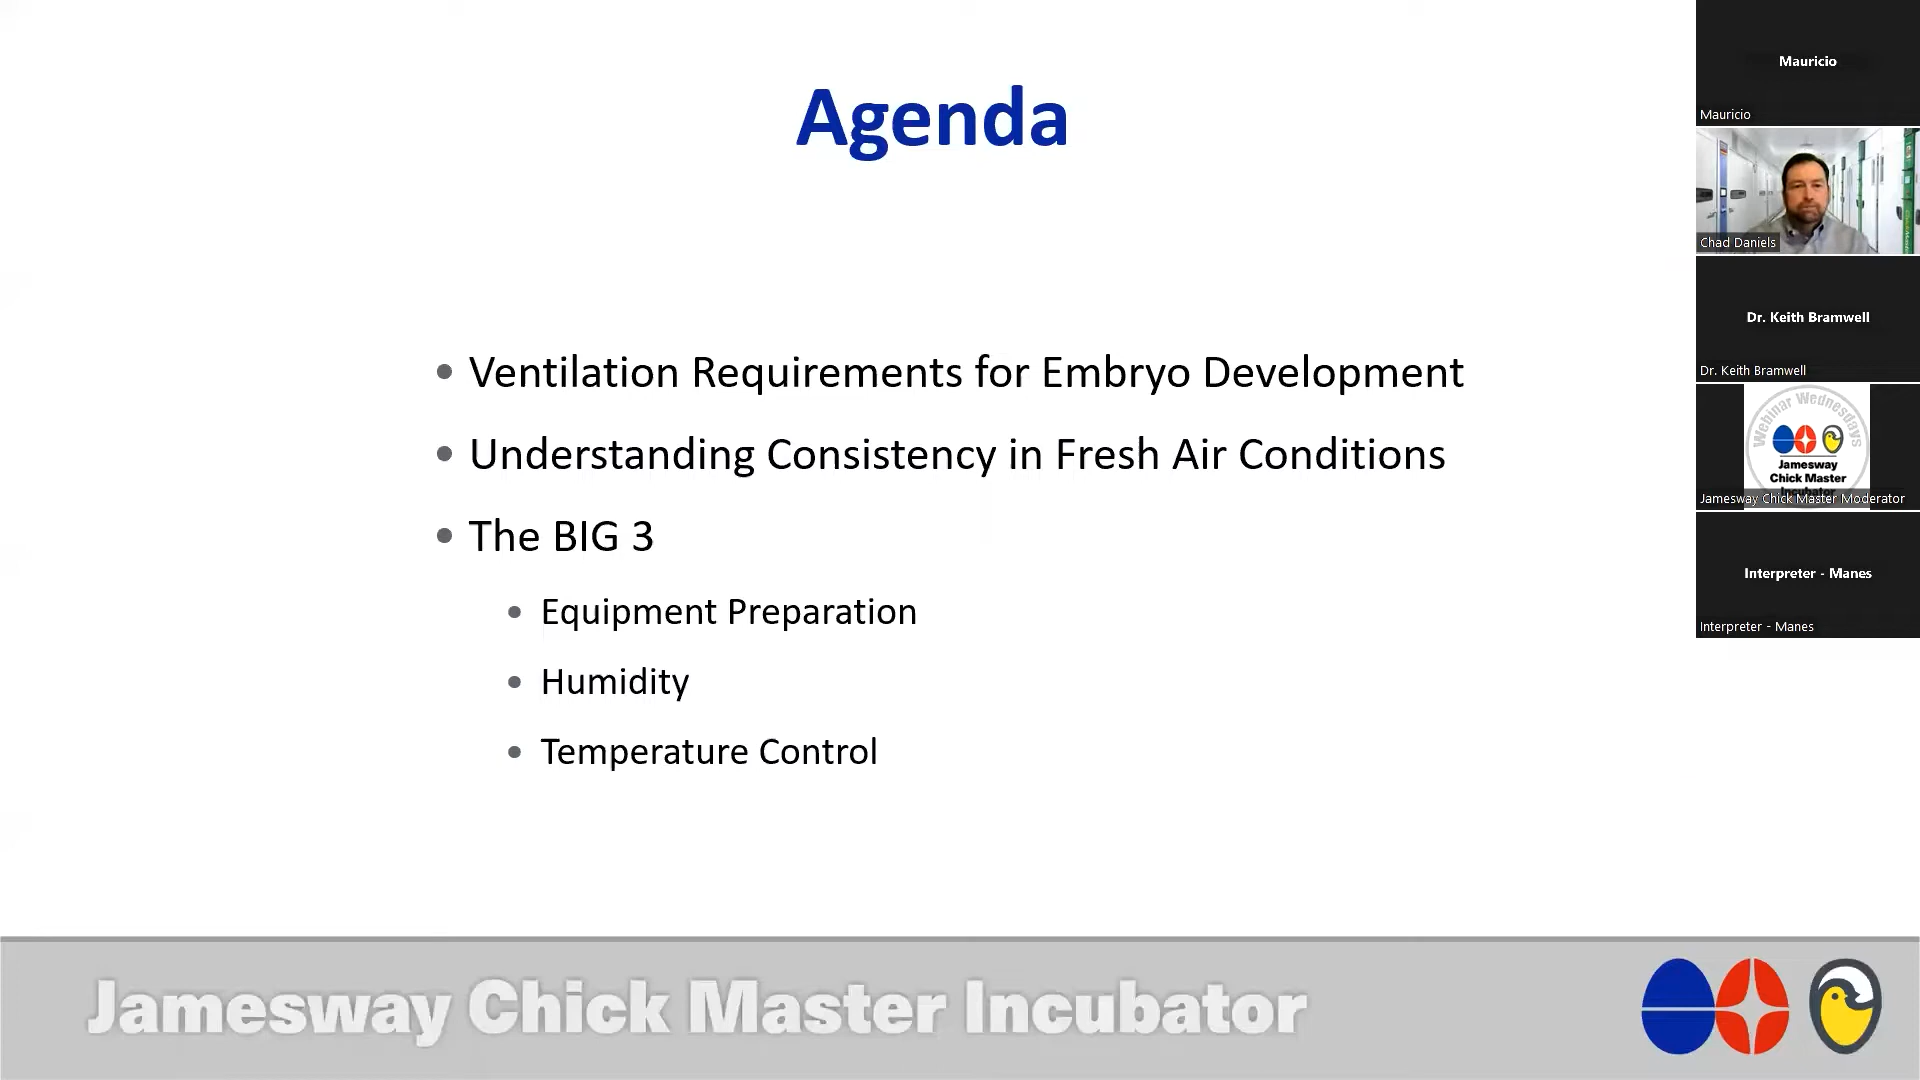 Agenda
• Ventilation Requirements for Embryo Development
• Understanding Consistency in Fresh Air Conditions
• The BIG 3
• Equipment Preparation
• Humidity
• Temperature Control
Jamesway Chick Master Incubator
Mauricio
Mauricio
Chad Daniels
Dr. Keith Bramwell
Dr. Keith Bramwell
Webinar Wednesdays
Jamesway
Chick Master
Incubator
Jamesway Chick Master Moderator
Interpreter - Manes
Interpreter - Manes